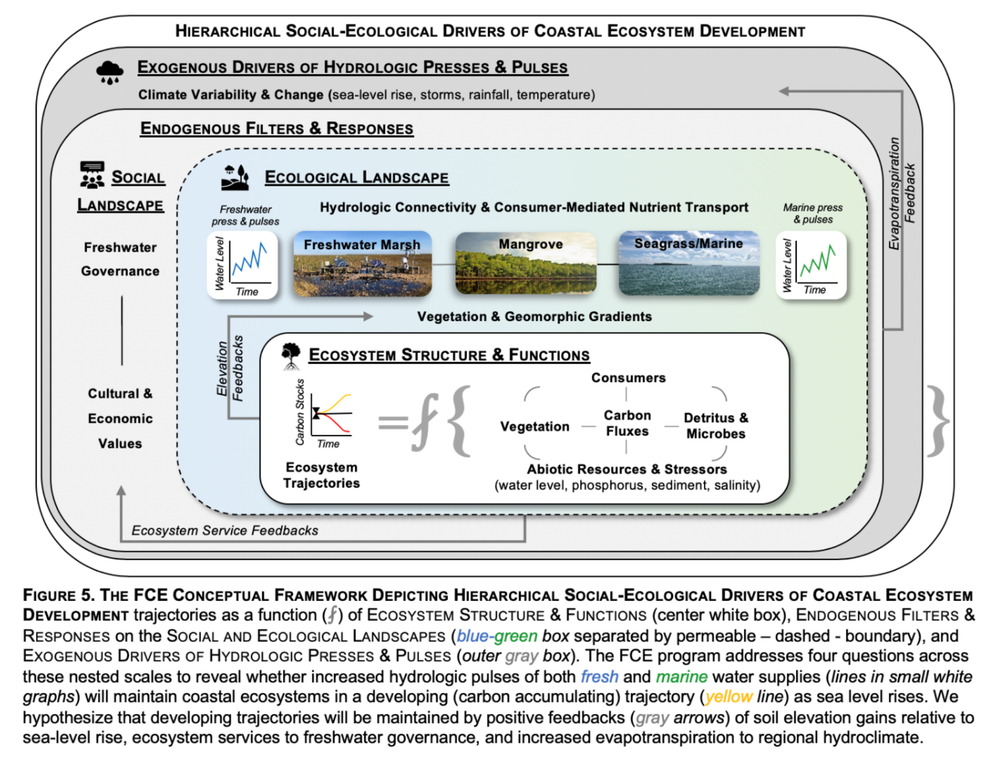 HIERARCHICAL SOCIAL-ECOLOGICAL DRIVERS OF COASTAL ECOSYSTEM DEVELOPMENT
EXOGENOUS DRIVERS OF HYDROLOGIC PRESSES & PULSES
Climate Variability & Change (sea-level rise, storms, rainfall, temperature)
ENDOGENOUS FILTERS & RESPONSES
SOCIAL
LANDSCAPE
Freshwater
Governance
Cultural &
Economic
Values
ECOLOGICAL LANDSCAPE
Hydrologic Connectivity & Consumer-Mediated Nutrient Transport
Freshwater
press & pulses
Water Level
Time
Freshwater Marsh
Mangrove
Seagrass/Marine
Marine press
& pulses
Water Level
Time
Evapotranspiration
Feedback
Vegetation & Geomorphic Gradients
Elevation
Feedbacks
ECOSYSTEM STRUCTURE & FUNCTIONS
Carbon Stocks
Time
Ecosystem
Trajectories
= ƒ {
Consumers
Vegetation
Carbon
Fluxes
Detritus &
Microbes
Abiotic Resources & Stressors
(water level, phosphorus, sediment, salinity)
}
Ecosystem Service Feedbacks
FIGURE 5. THE FCE CONCEPTUAL FRAMEWORK DEPICTING HIERARCHICAL SOCIAL-ECOLOGICAL DRIVERS OF COASTAL ECOSYSTEM
DEVELOPMENT trajectories as a function (ƒ) of ECOSYSTEM STRUCTURE & FUNCTIONS (center white box), ENDOGENOUS FILTERS &
RESPONSES on the SOCIAL AND ECOLOGICAL LANDSCAPES (blue-green box separated by permeable – dashed - boundary), and
EXOGENOUS DRIVERS OF HYDROLOGIC PRESSES & PULSES (outer gray box). The FCE program addresses four questions across
these nested scales to reveal whether increased hydrologic pulses of both fresh and marine water supplies (lines in small white
graphs) will maintain coastal ecosystems in a developing (carbon accumulating) trajectory (yellow line) as sea level rises. We
hypothesize that developing trajectories will be maintained by positive feedbacks (gray arrows) of soil elevation gains relative to
sea-level rise, ecosystem services to freshwater governance, and increased evapotranspiration to regional hydroclimate.